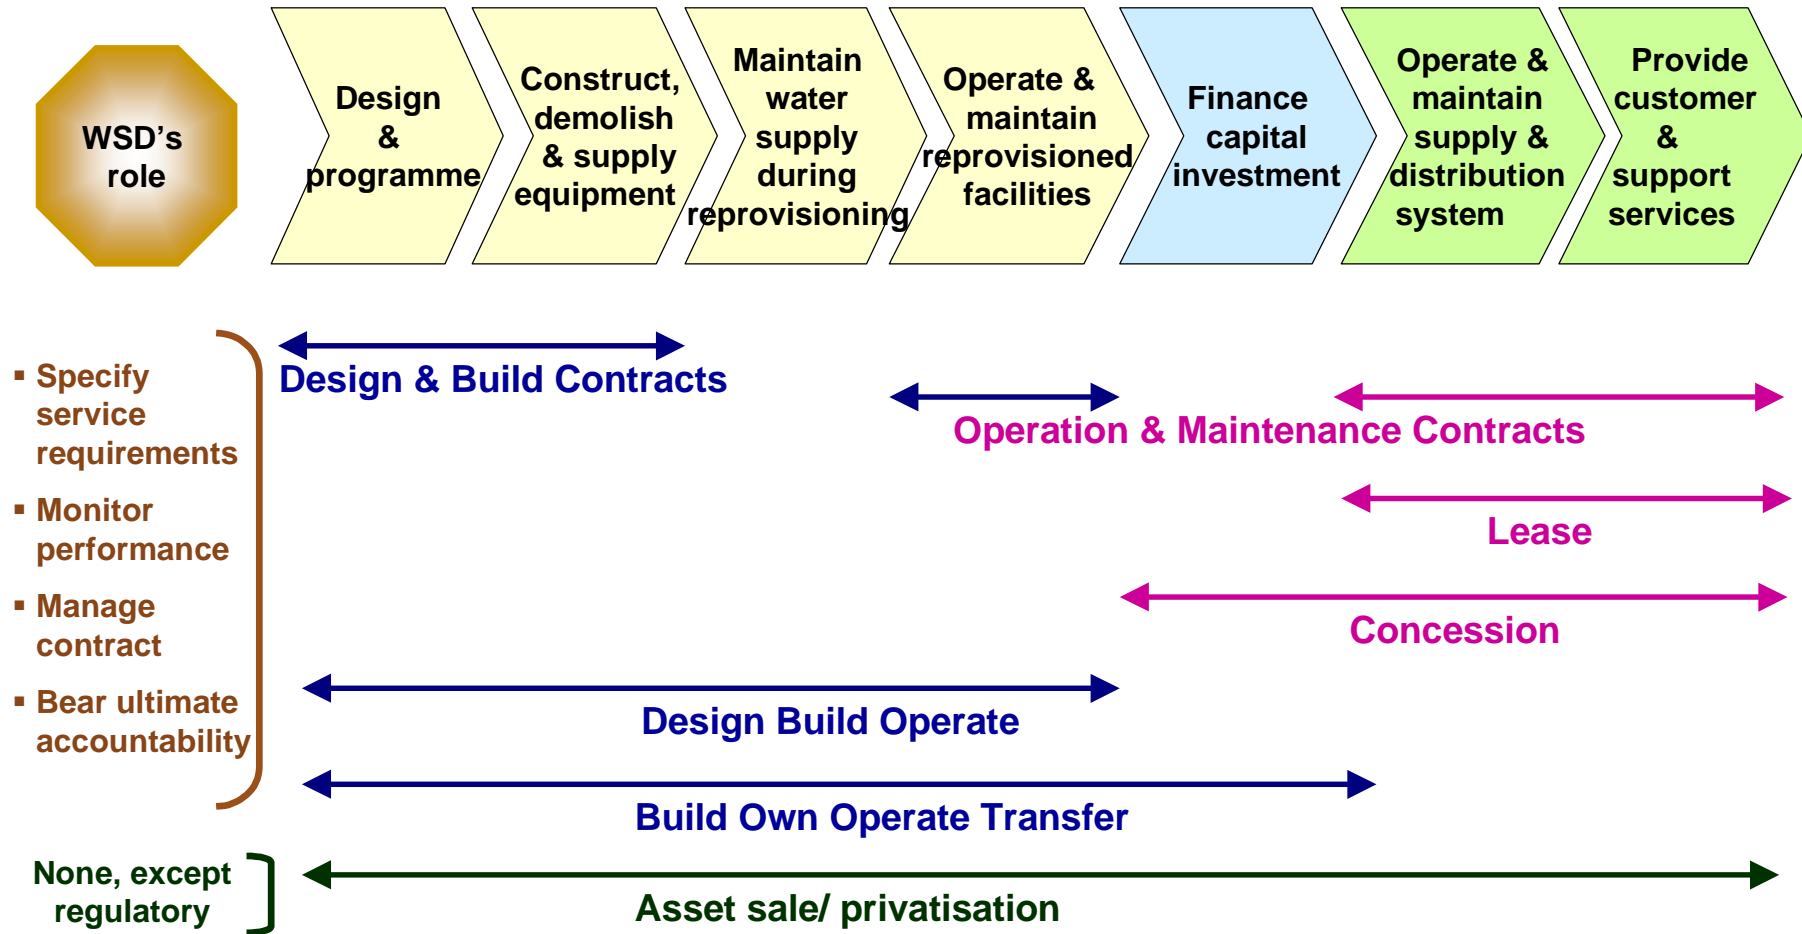 WSD's
role
Design
&
programme
Construct,
demolish
& supply
equipment
Maintain
water
supply
during
reprovisioning
Operate &
maintain
reprovisioned
facilities
Finance
capital
investment
Operate &
maintain
supply &
distribution
system
Provide
customer
&
support
services
▪ Specify
service
requirements
▪ Monitor
performance
▪ Manage
contract
▪ Bear ultimate
accountability
Design & Build Contracts
Operation & Maintenance Contracts
Lease
Concession
Design Build Operate
Build Own Operate Transfer
None, except
regulatory
Asset sale/ privatisation